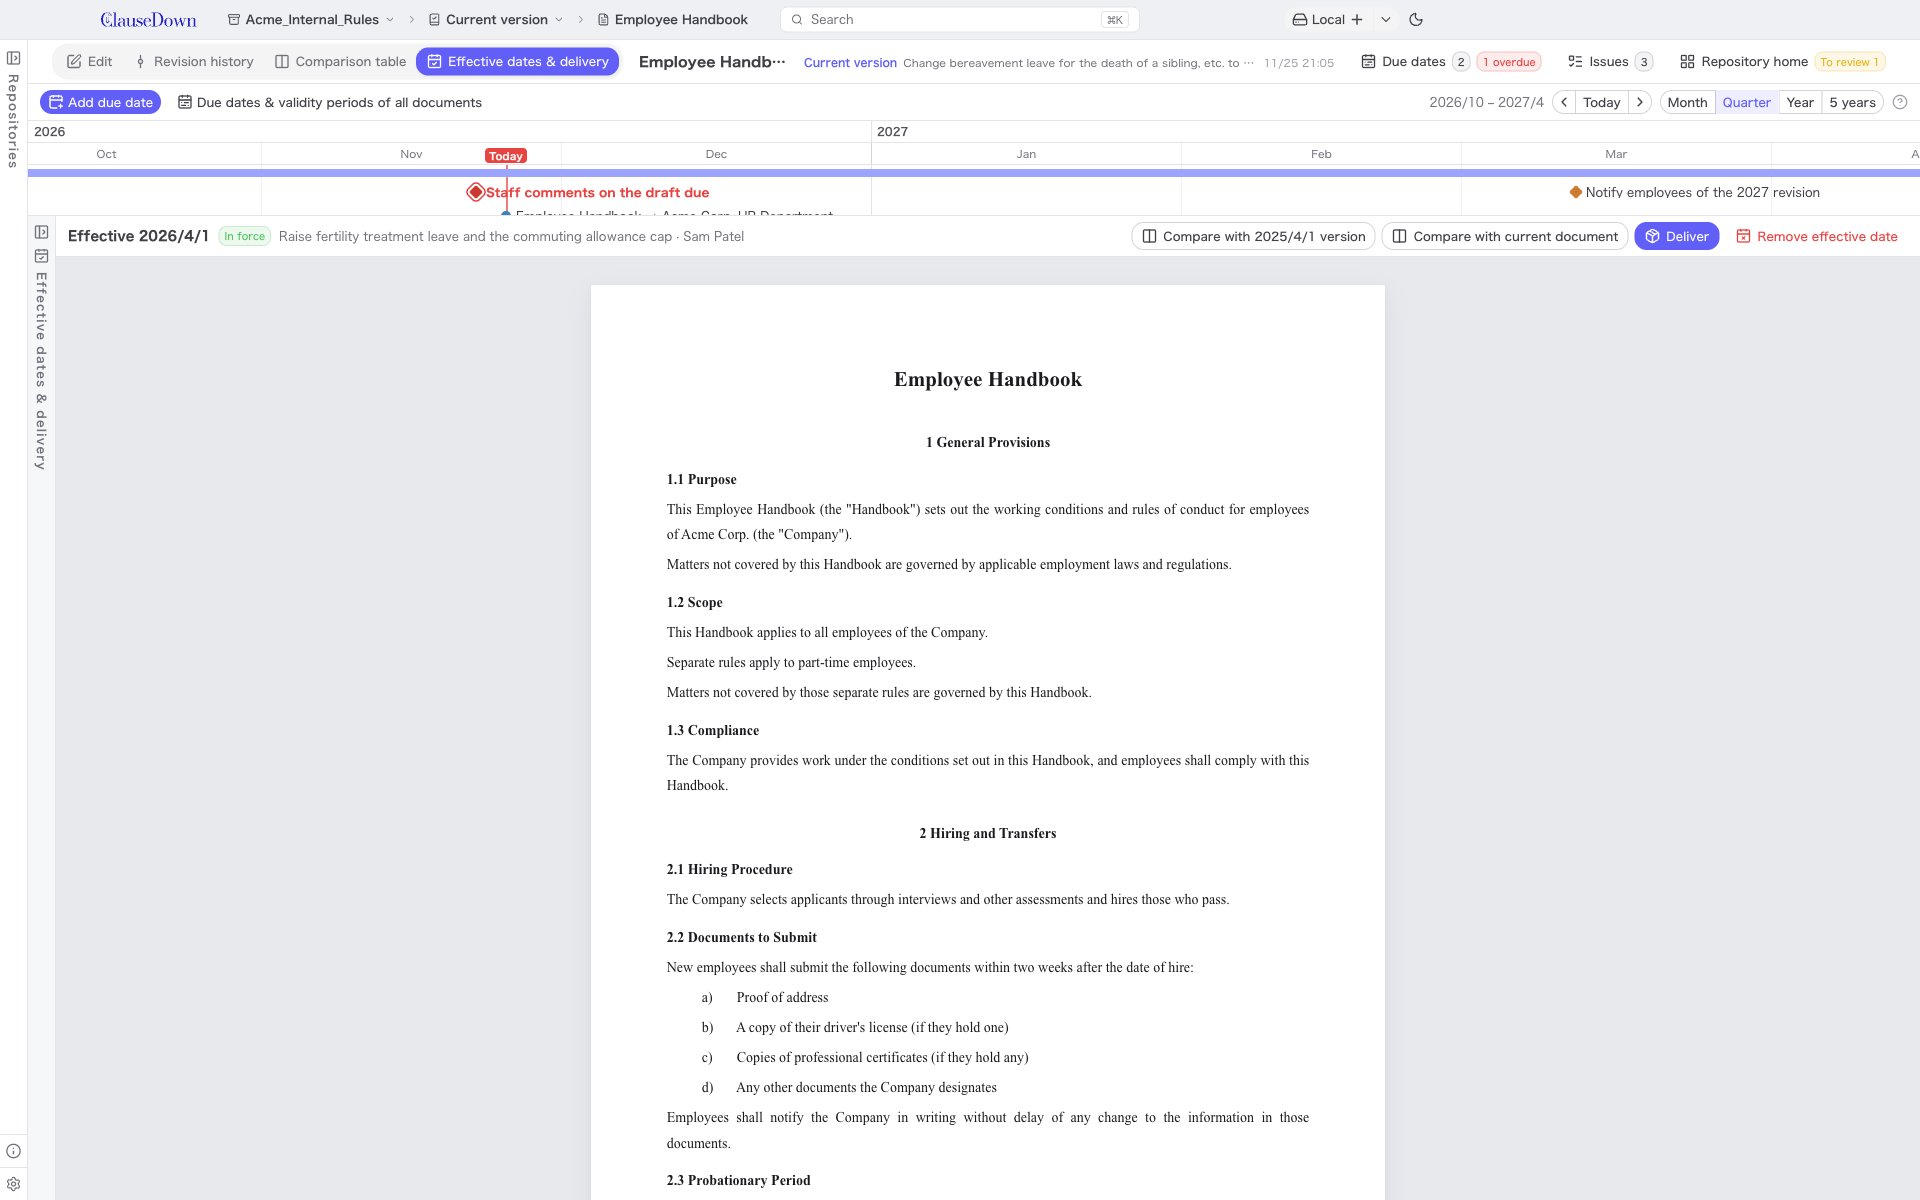 ClauseDown
Acme_Internal_Rules
Current version
Employee Handbook
Search
⌘K
Local
Repositories
Edit
Revision history
Comparison table
Effective dates & delivery
Employee Handb···
Current version
Change bereavement leave for the death of a sibling, etc. to ···
11/25 21:05
Due dates 2
1 overdue
Issues 3
Repository home
To review 1
Add due date
Due dates & validity periods of all documents
2026/10 – 2027/4
Today
Month
Quarter
Year
5 years
2026
2027
Oct
Nov
Today
Dec
Jan
Feb
Mar
A
Staff comments on the draft due
Notify employees of the 2027 revision
Effective dates & delivery
Effective 2026/4/1
In force
Raise fertility treatment leave and the commuting allowance cap · Sam Patel
Compare with 2025/4/1 version
Compare with current document
Deliver
Remove effective date
Employee Handbook
1 General Provisions
1.1 Purpose
This Employee Handbook (the "Handbook") sets out the working conditions and rules of conduct for employees
of Acme Corp. (the "Company").
Matters not covered by this Handbook are governed by applicable employment laws and regulations.
1.2 Scope
This Handbook applies to all employees of the Company.
Separate rules apply to part-time employees.
Matters not covered by those separate rules are governed by this Handbook.
1.3 Compliance
The Company provides work under the conditions set out in this Handbook, and employees shall comply with this
Handbook.
2 Hiring and Transfers
2.1 Hiring Procedure
The Company selects applicants through interviews and other assessments and hires those who pass.
2.2 Documents to Submit
New employees shall submit the following documents within two weeks after the date of hire:
a) Proof of address
b) A copy of their driver's license (if they hold one)
c) Copies of professional certificates (if they hold any)
d) Any other documents the Company designates
Employees shall notify the Company in writing without delay of any change to the information in those
documents.
2.3 Probationary Period